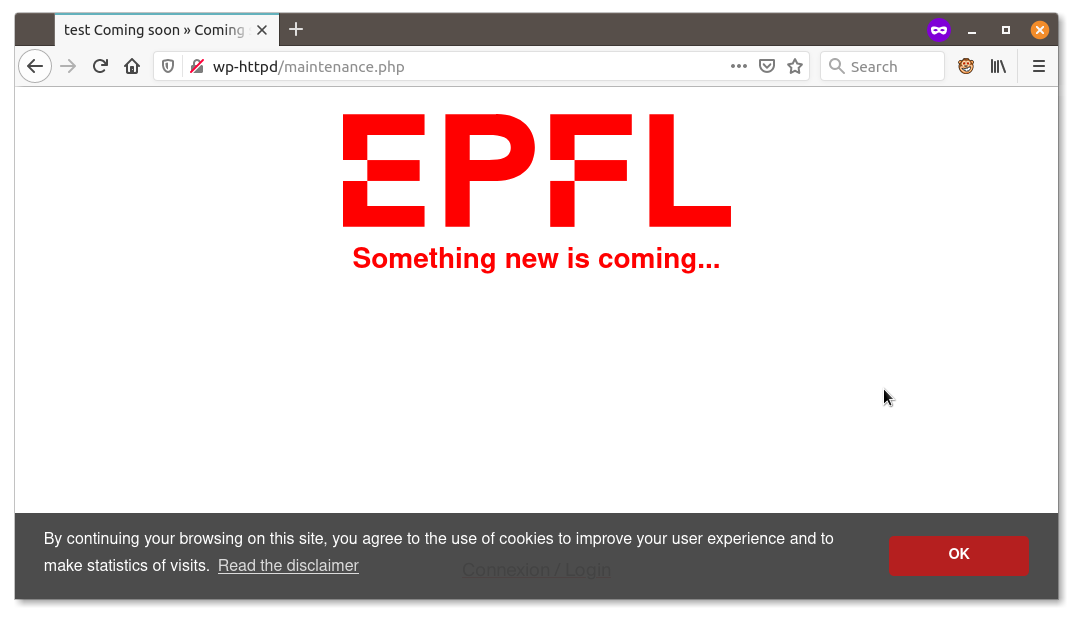 test Coming soon » Coming
wp-httpd/maintenance.php
Search
EPFL
Something new is coming...
By continuing your browsing on this site, you agree to the use of cookies to improve your user experience and to
make statistics of visits. Read the disclaimer
OK
Connexion / Login